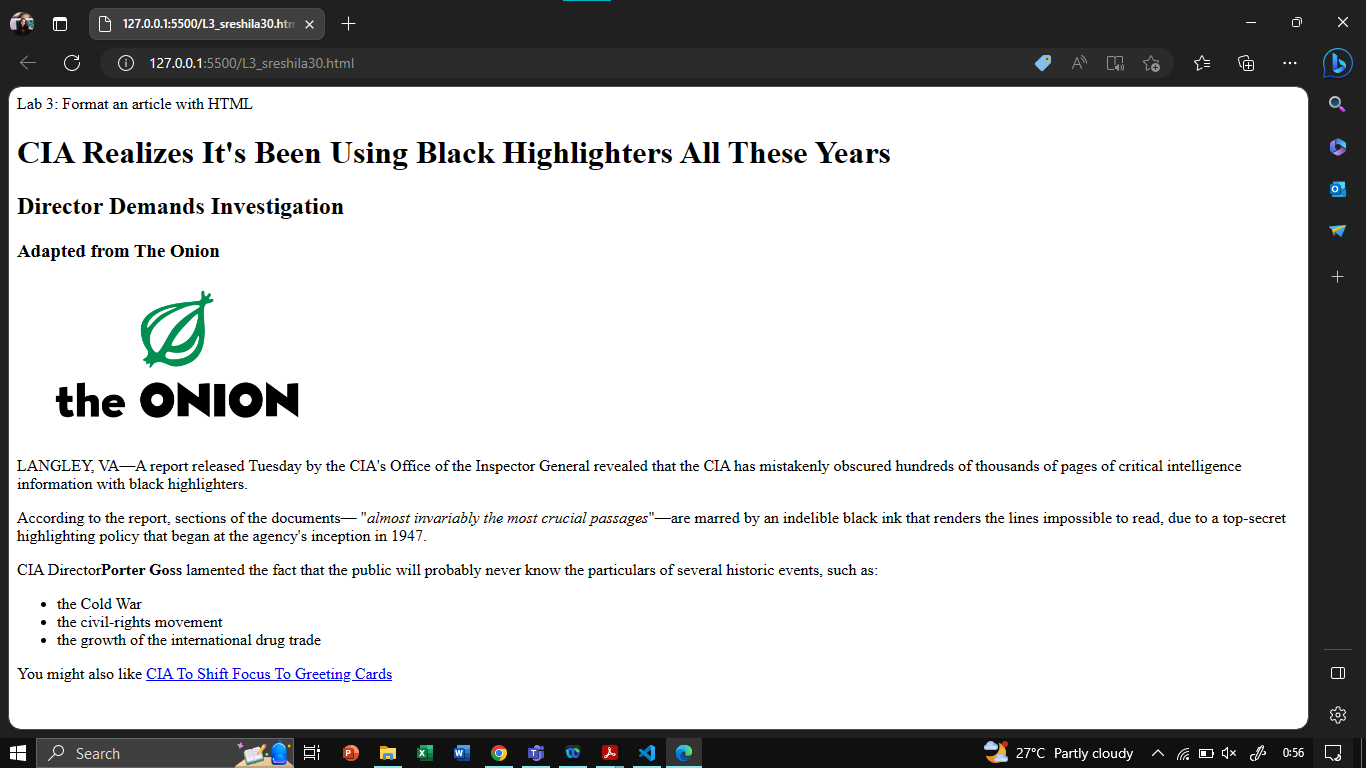 127.0.0.1:5500/L3_sreshila30.htm
127.0.0.1:5500/L3_sreshila30.html
Lab 3: Format an article with HTML
CIA Realizes It's Been Using Black Highlighters All These Years
Director Demands Investigation
Adapted from The Onion
the ONION
LANGLEY, VA—A report released Tuesday by the CIA's Office of the Inspector General revealed that the CIA has mistakenly obscured hundreds of thousands of pages of critical intelligence
information with black highlighters.
According to the report, sections of the documents— "almost invariably the most crucial passages"—are marred by an indelible black ink that renders the lines impossible to read, due to a top-secret
highlighting policy that began at the agency's inception in 1947.
CIA DirectorPorter Goss lamented the fact that the public will probably never know the particulars of several historic events, such as:
• the Cold War
• the civil-rights movement
• the growth of the international drug trade
You might also like CIA To Shift Focus To Greeting Cards
Search
27°C Partly cloudy
0:56